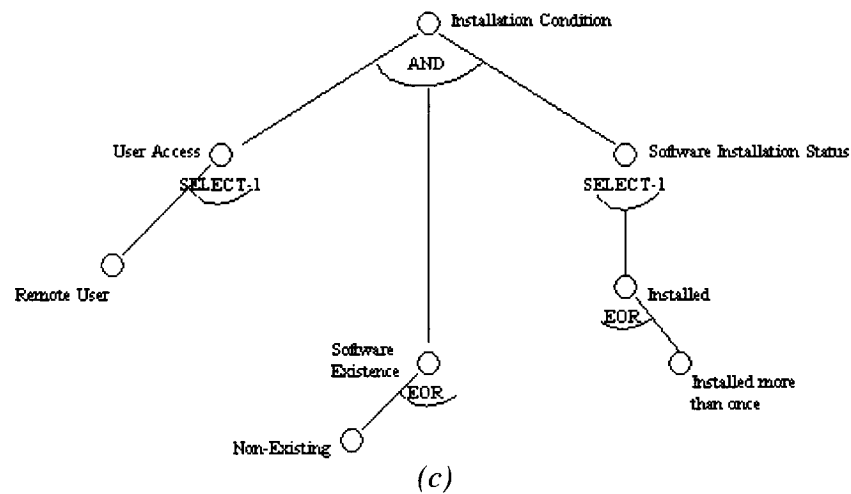 Installation Condition
AND
User Access
Software Installation Status
SELECT-1
SELECT-1
Remote User
Installed
EOR
Software
Existence
EOR
Installed more
than once
Non-Existing
(c)